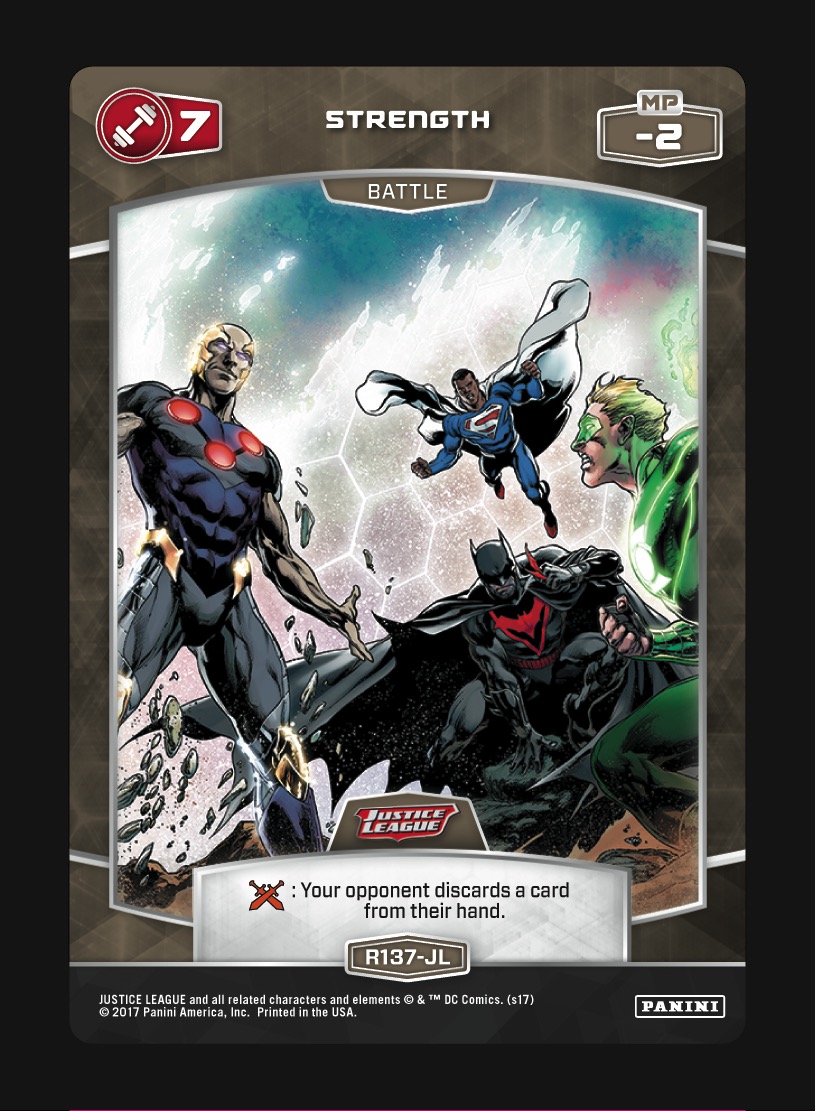 7
STRENGTH
MP
-2
BATTLE
JUSTICE
LEAGUE
: Your opponent discards a card
from their hand.
R137-JL
JUSTICE LEAGUE and all related characters and elements © & ™ DC Comics. (s17)
© 2017 Panini America, Inc. Printed in the USA.
PANINI